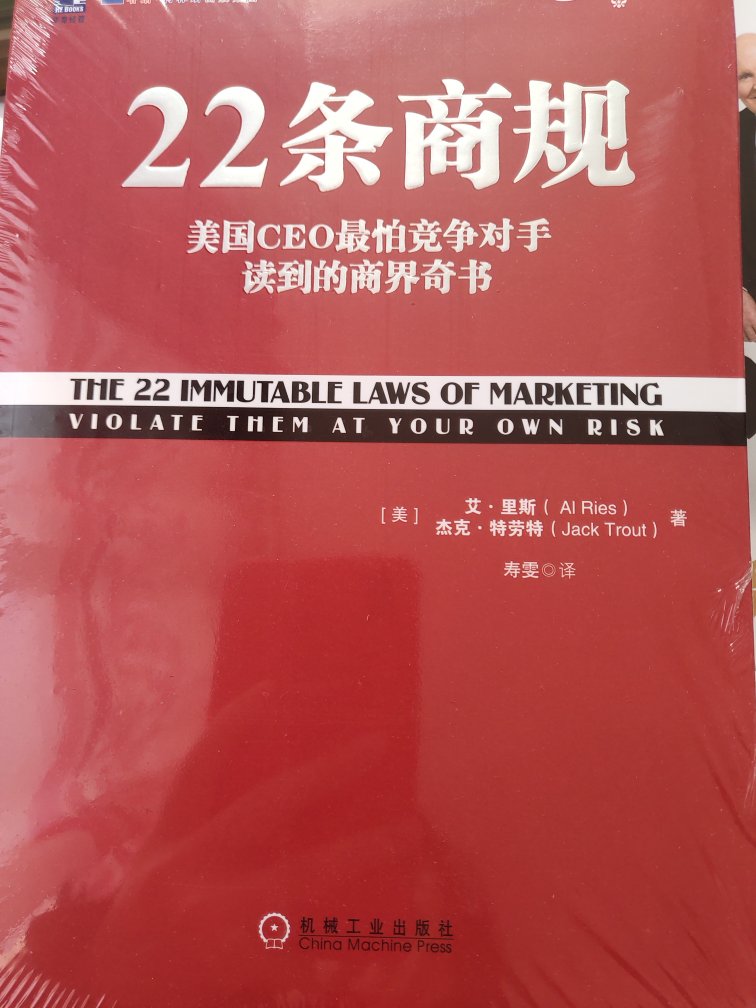 22条商规
美国CEO最怕竞争对手
读到的商界奇书
THE 22 IMMUTABLE LAWS OF MARKETING
VIOLATE THEM AT YOUR OWN RISK
[美] 艾·里斯（Al Ries）
杰克·特劳特（Jack Trout） 著
寿雯◎译
机械工业出版社
China Machine Press